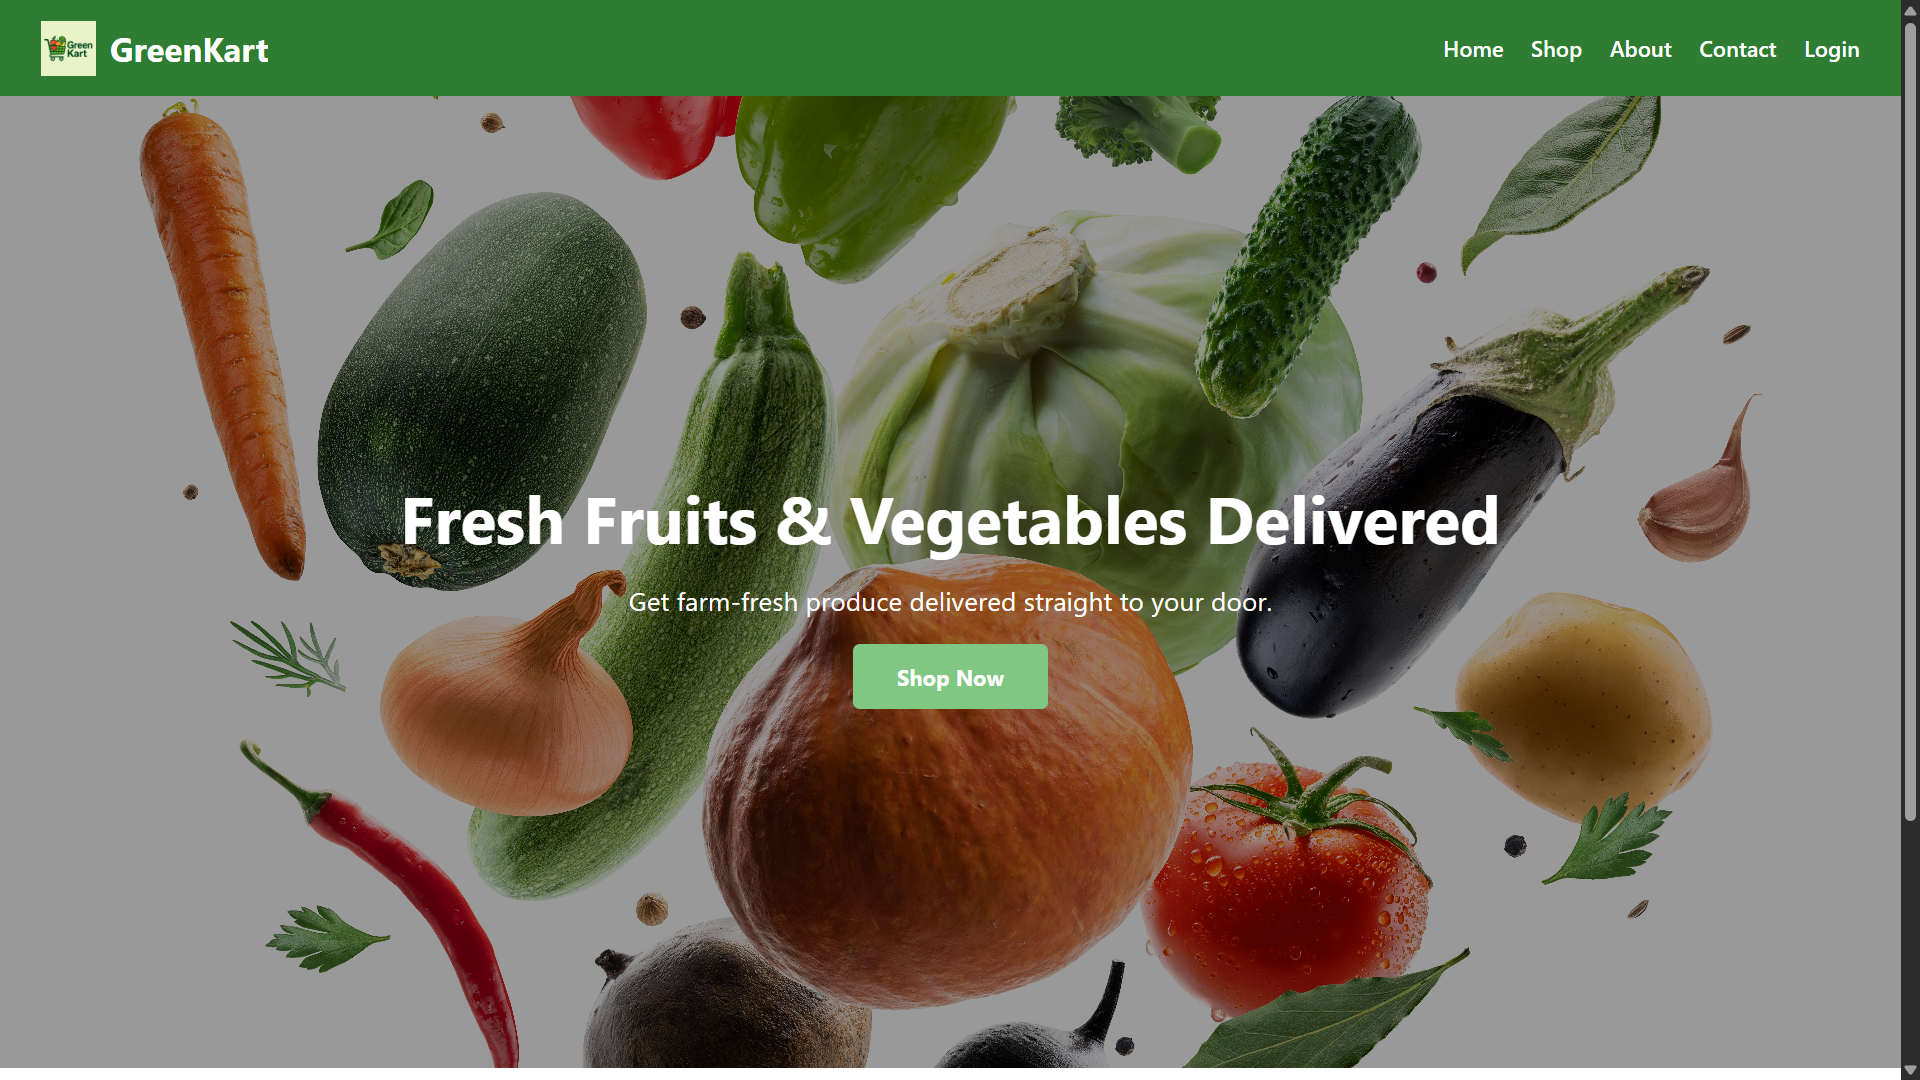 Green
Kart
GreenKart
Home Shop About Contact Login
Fresh Fruits & Vegetables Delivered
Get farm-fresh produce delivered straight to your door.
Shop Now